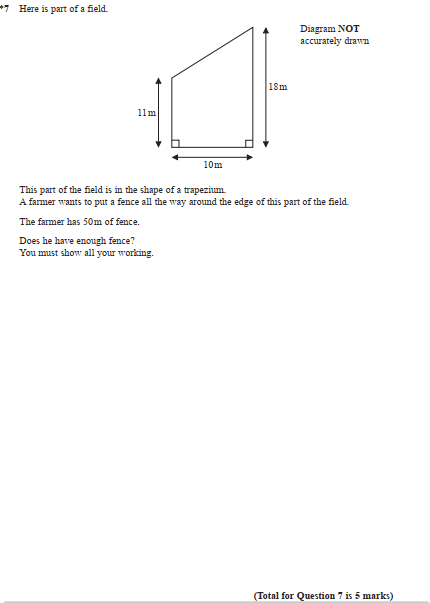 *7 Here is part of a field.
Diagram NOT
accurately drawn
18m
11m
10m
This part of the field is in the shape of a trapezium.
A farmer wants to put a fence all the way around the edge of this part of the field.
The farmer has 50m of fence.
Does he have enough fence?
You must show all your working.
(Total for Question 7 is 5 marks)